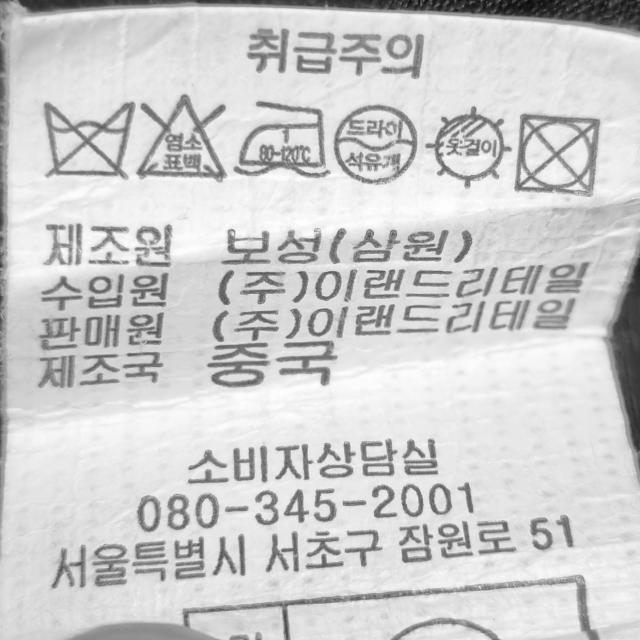 취급주의
염소 표백 1 80-120℃ 드라이 석유계 옷걸이
제조원 보성(삼원)
수입원 (주)이랜드리테일
판매원 (주)이랜드리테일
제조국 중국
소비자상담실
080-345-2001
서울특별시 서초구 잠원로 51